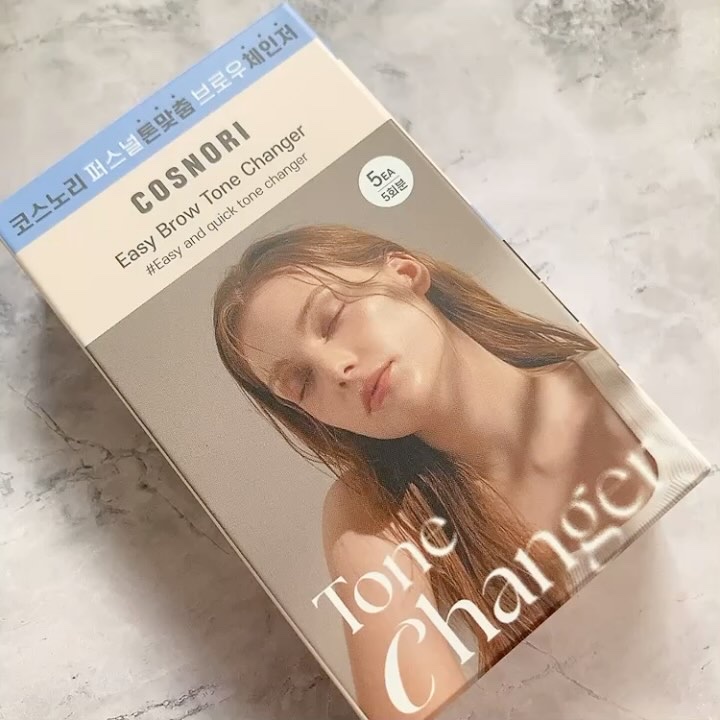 코스노리 퍼스널톤맞춤 브로우체인저
COSNORI
Easy Brow Tone Changer
#Easy and quick tone changer
5EA
5회분
Tone
Changer